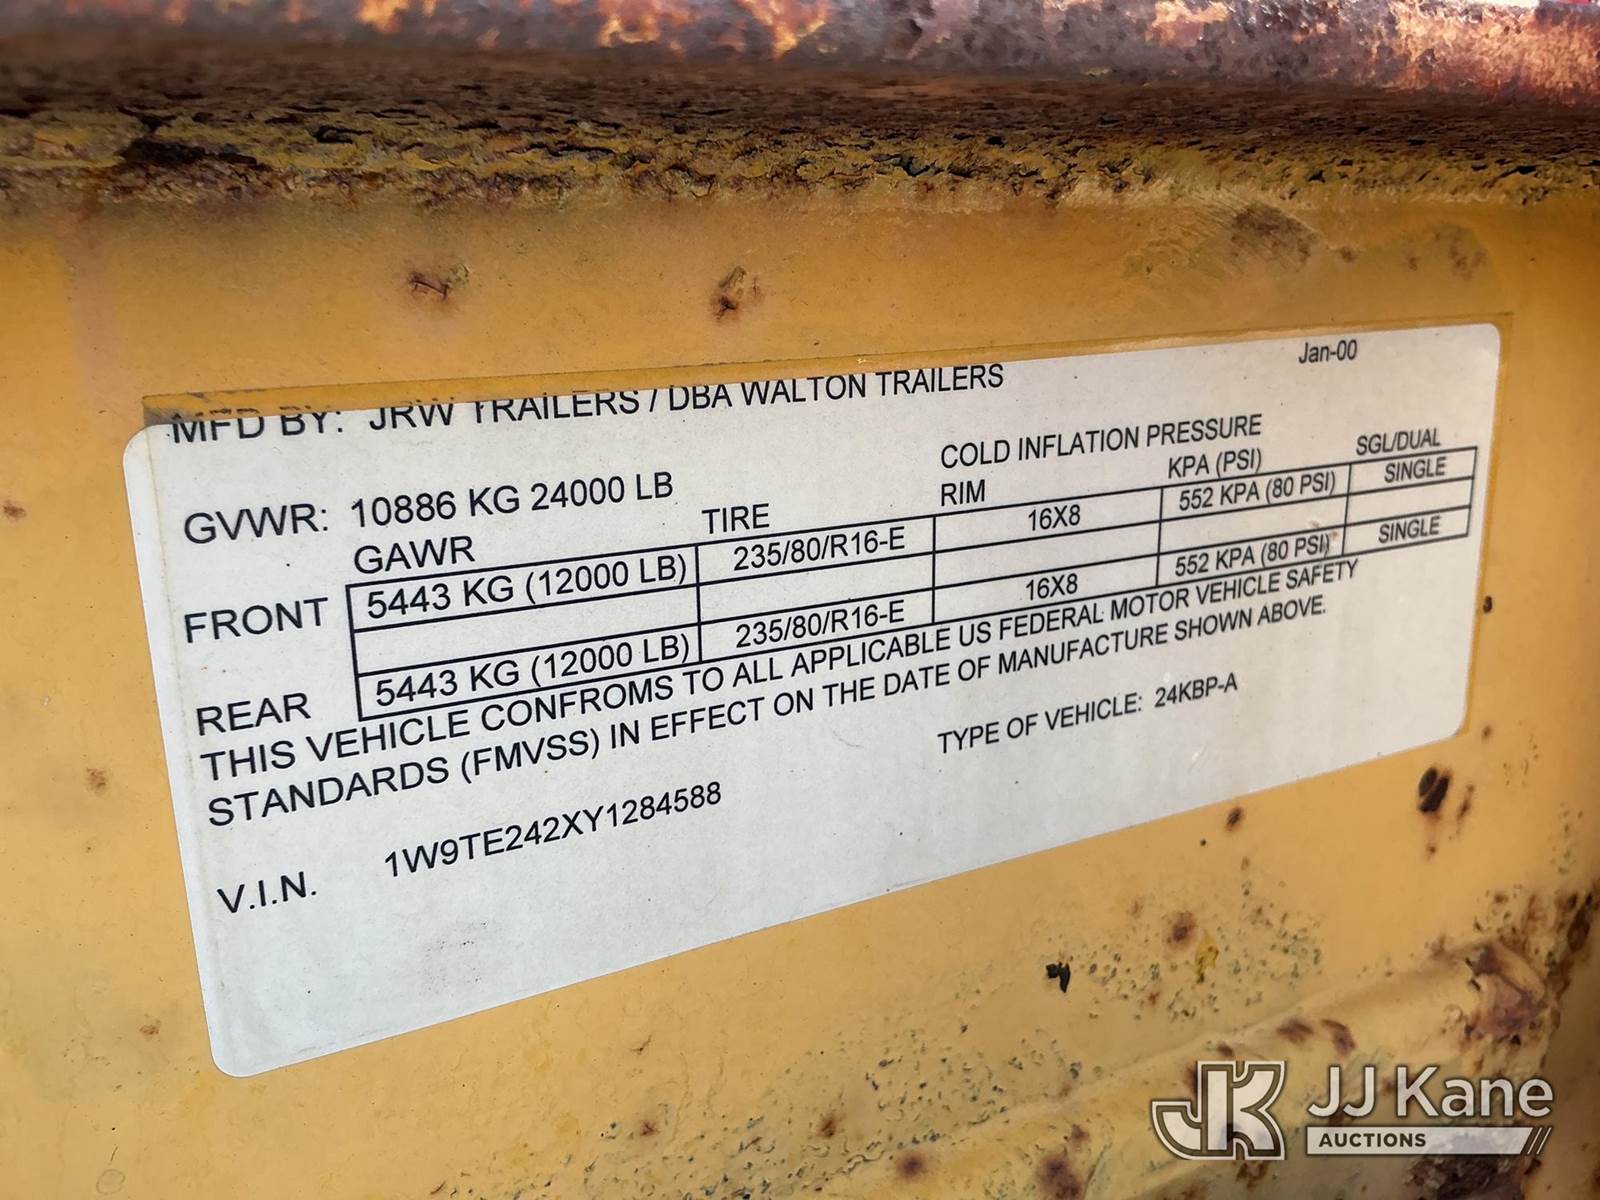 Jan-00
MFD BY: JRW TRAILERS / DBA WALTON TRAILERS
GVWR: 10886 KG 24000 LB
COLD INFLATION PRESSURE
GAWR TIRE RIM KPA (PSI) SGL/DUAL
FRONT 5443 KG (12000 LB) 235/80/R16-E 16X8 552 KPA (80 PSI) SINGLE
REAR 5443 KG (12000 LB) 235/80/R16-E 16X8 552 KPA (80 PSI) SINGLE
THIS VEHICLE CONFROMS TO ALL APPLICABLE US FEDERAL MOTOR VEHICLE SAFETY
STANDARDS (FMVSS) IN EFFECT ON THE DATE OF MANUFACTURE SHOWN ABOVE.
V.I.N. 1W9TE242XY1284588 TYPE OF VEHICLE: 24KBP-A
JK JJ Kane
AUCTIONS